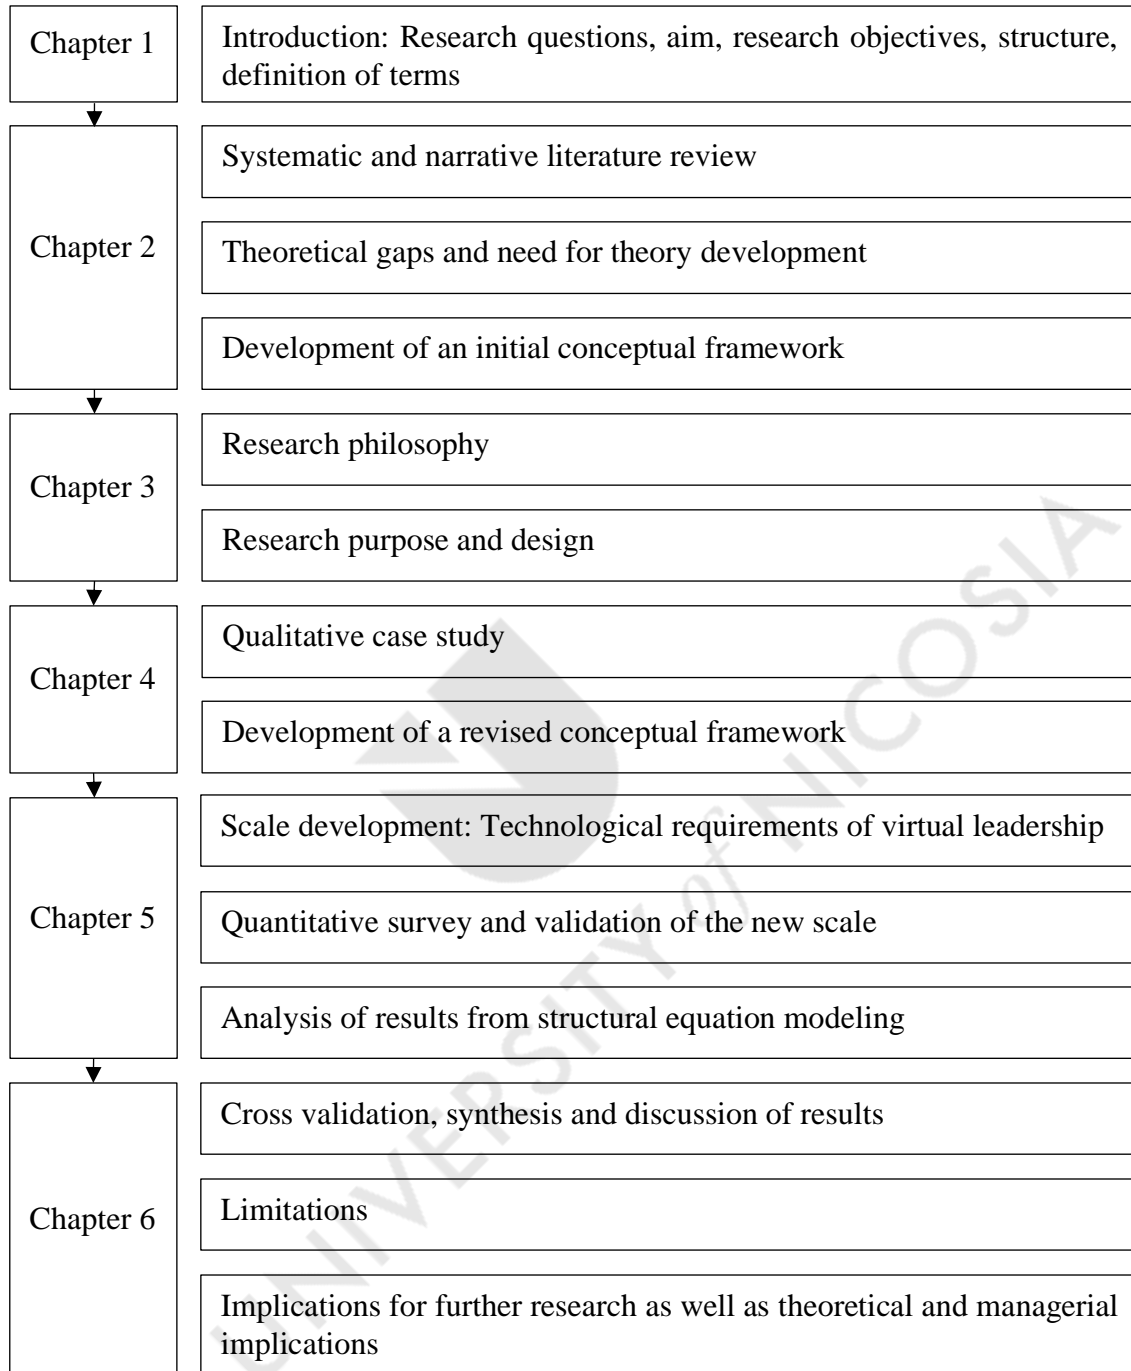 Chapter 1
Introduction: Research questions, aim, research objectives, structure,
definition of terms
Chapter 2
Systematic and narrative literature review
Theoretical gaps and need for theory development
Development of an initial conceptual framework
Chapter 3
Research philosophy
Research purpose and design
Chapter 4
Qualitative case study
Development of a revised conceptual framework
Chapter 5
Scale development: Technological requirements of virtual leadership
Quantitative survey and validation of the new scale
Analysis of results from structural equation modeling
Chapter 6
Cross validation, synthesis and discussion of results
Limitations
Implications for further research as well as theoretical and managerial
implications
UNIVERSITY of NICOSIA